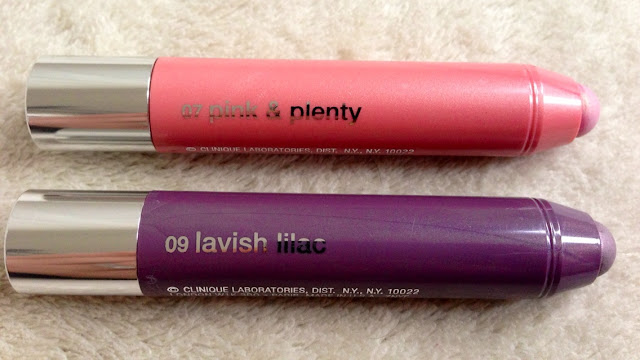 07 pink & plenty
© CLINIQUE LABORATORIES, DIST. N.Y., N.Y. 10022
09 lavish lilac
© CLINIQUE LABORATORIES, DIST. N.Y., N.Y. 10022